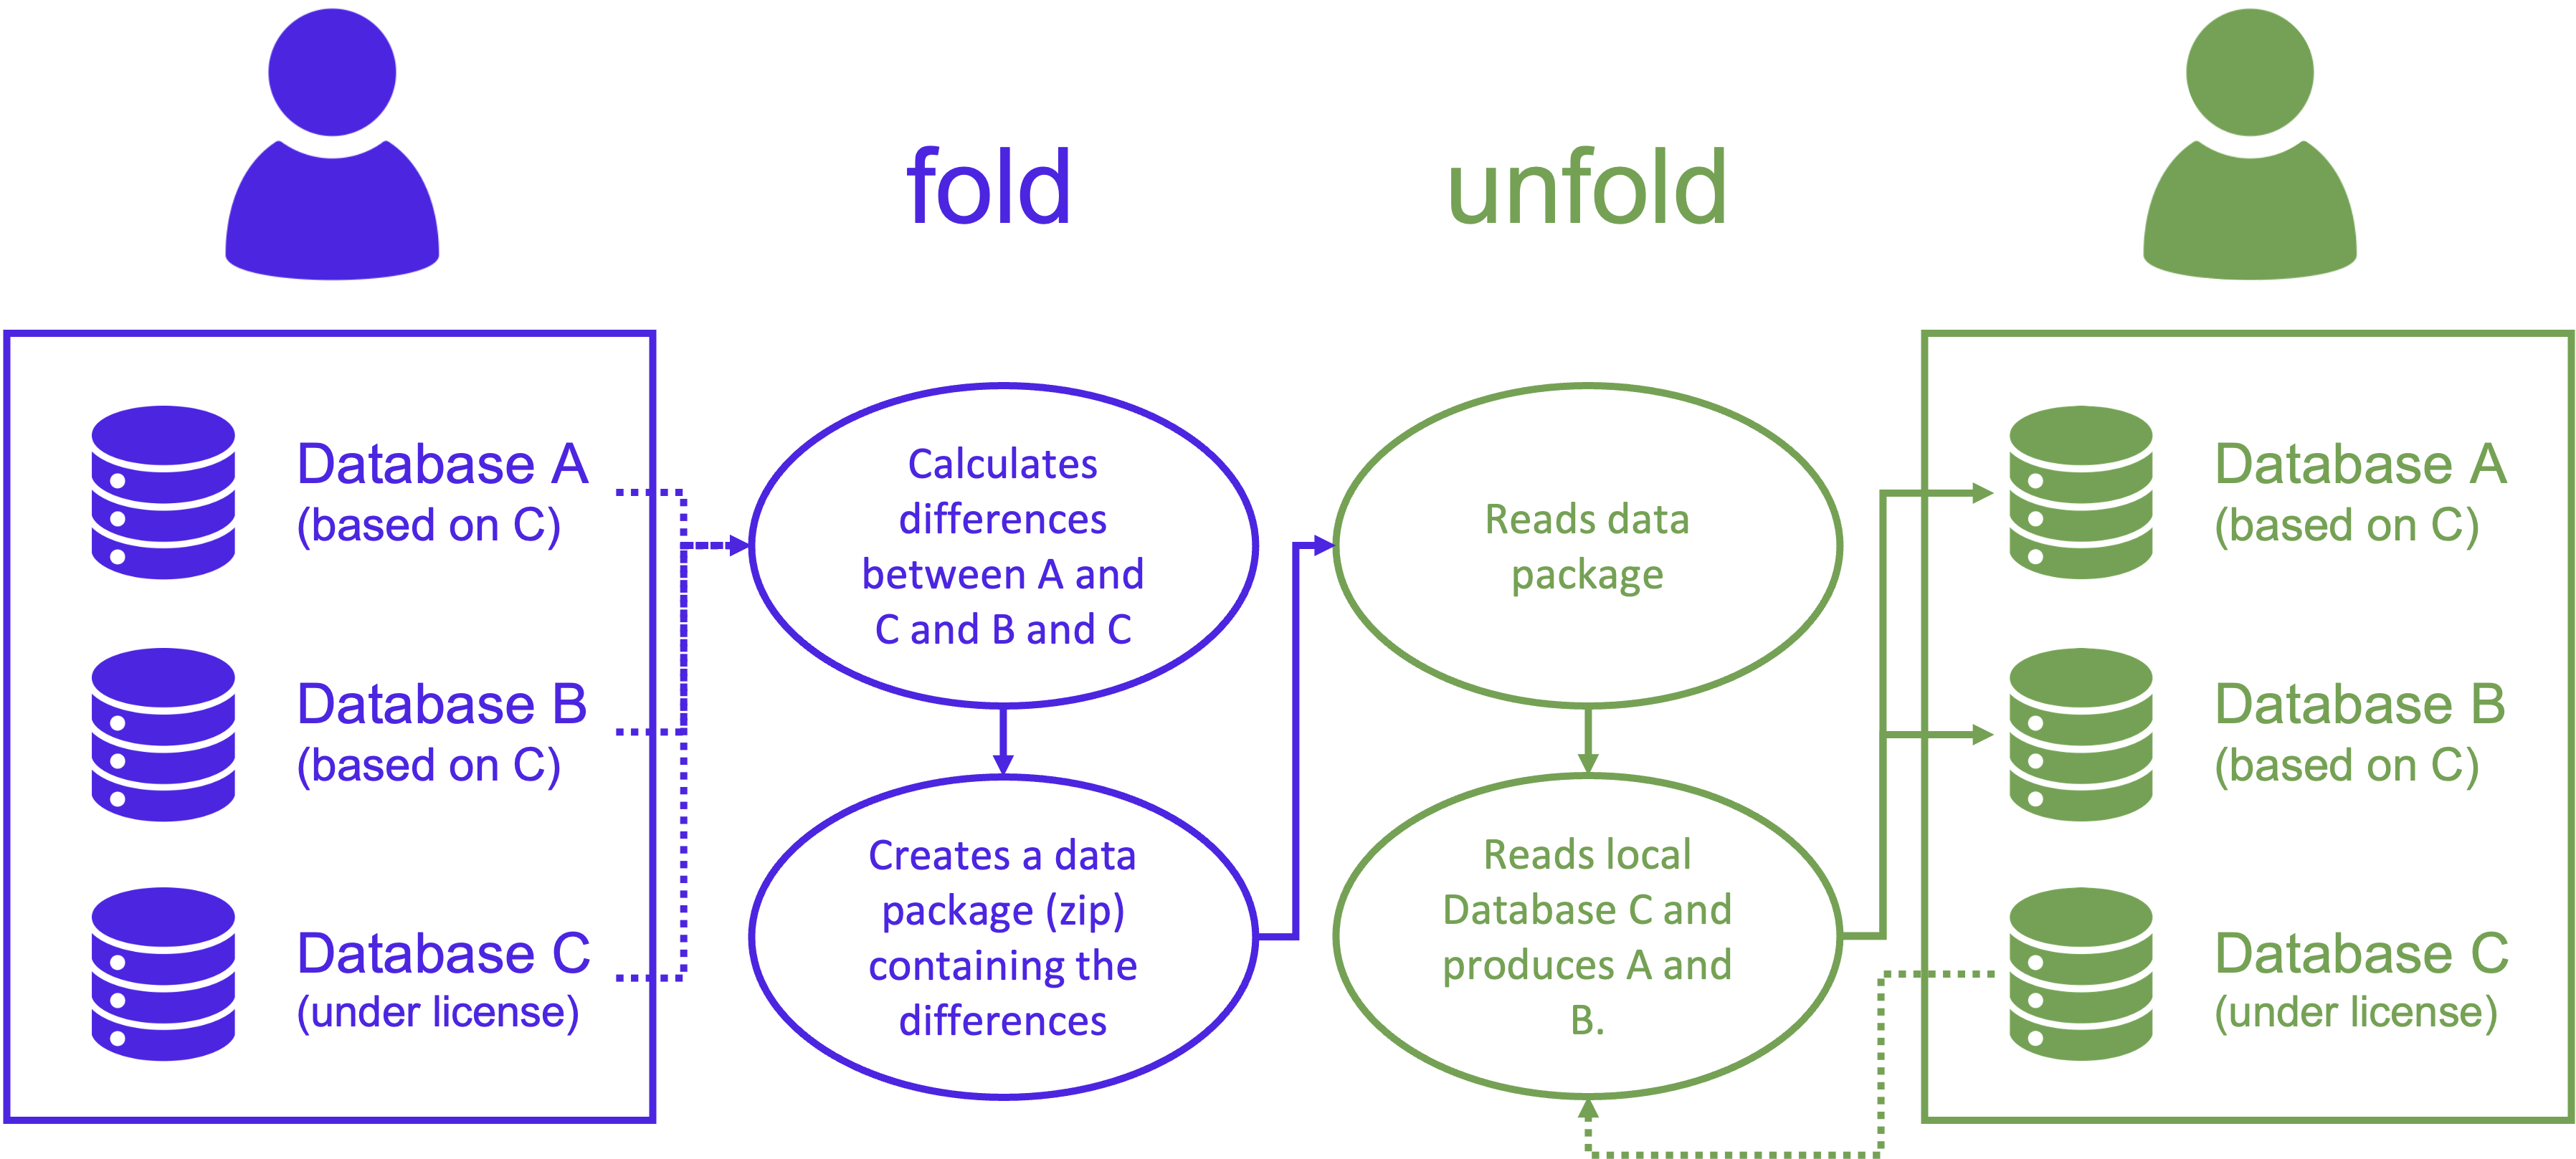 fold
unfold
Database A
(based on C)
Database B
(based on C)
Database C
(under license)
Calculates
differences
between A and
C and B and C
Creates a data
package (zip)
containing the
differences
Reads data
package
Reads local
Database C and
produces A and
B.
Database A
(based on C)
Database B
(based on C)
Database C
(under license)